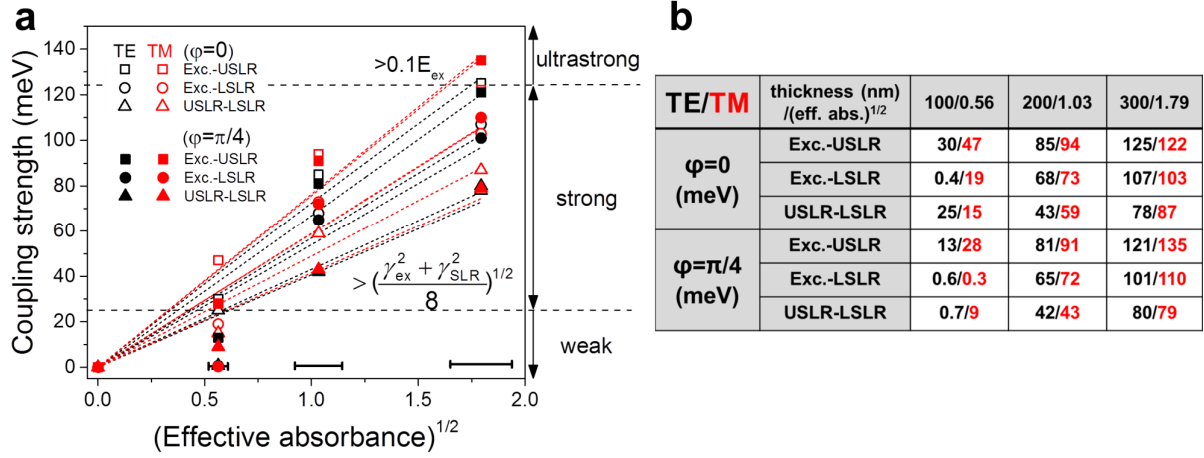 a
Coupling strength (meV)
140
120
100
80
60
40
20
0
0.0
0.5
1.0
1.5
2.0
(Effective absorbance)^1/2
TE TM (φ=0)
Exc.-USLR
Exc.-LSLR
USLR-LSLR
(φ=π/4)
Exc.-USLR
Exc.-LSLR
USLR-LSLR
>0.1E_ex
>(γ²_ex + γ²_SLR / 8)^1/2
ultrastrong
strong
weak
b
TE/TM thickness (nm) 100/0.56 200/1.03 300/1.79
/(eff. abs.)^1/2
φ=0 Exc.-USLR 30/47 85/94 125/122
(meV) Exc.-LSLR 0.4/19 68/73 107/103
USLR-LSLR 25/15 43/59 78/87
φ=π/4 Exc.-USLR 13/28 81/91 121/135
(meV) Exc.-LSLR 0.6/0.3 65/72 101/110
USLR-LSLR 0.7/9 42/43 80/79